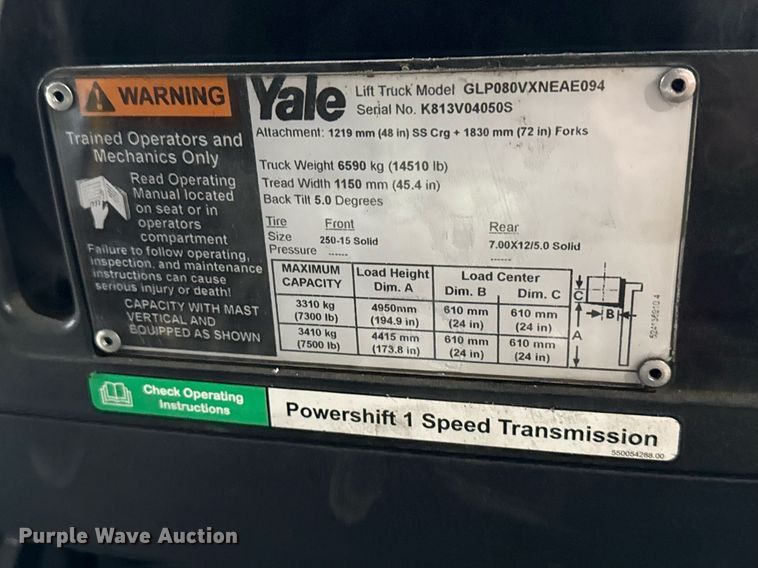 WARNING
Trained Operators and
Mechanics Only
Read Operating
Manual located
on seat or in
operators
compartment
Failure to follow operating,
inspection, and maintenance
instructions can cause
serious injury or death!
CAPACITY WITH MAST
VERTICAL AND
EQUIPPED AS SHOWN
Yale
Lift Truck Model GLP080VXNEAE094
Serial No. K813V04050S
Attachment: 1219 mm (48 in) SS Crg + 1830 mm (72 in) Forks
Truck Weight 6590 kg (14510 lb)
Tread Width 1150 mm (45.4 in)
Back Tilt 5.0 Degrees
Tire Front Rear
Size 250-15 Solid 7.00X12/5.0 Solid
Pressure ...... ......
MAXIMUM CAPACITY Load Height Dim. A Load Center
Dim. B Dim. C
3310 kg (7300 lb) 4950mm (194.9 in) 610 mm (24 in) 610 mm (24 in)
3410 kg (7500 lb) 4415 mm (173.8 in) 610 mm (24 in) 610 mm (24 in)
C
B
A
Check Operating
Instructions
Powershift 1 Speed Transmission
550054288.00
Purple Wave Auction